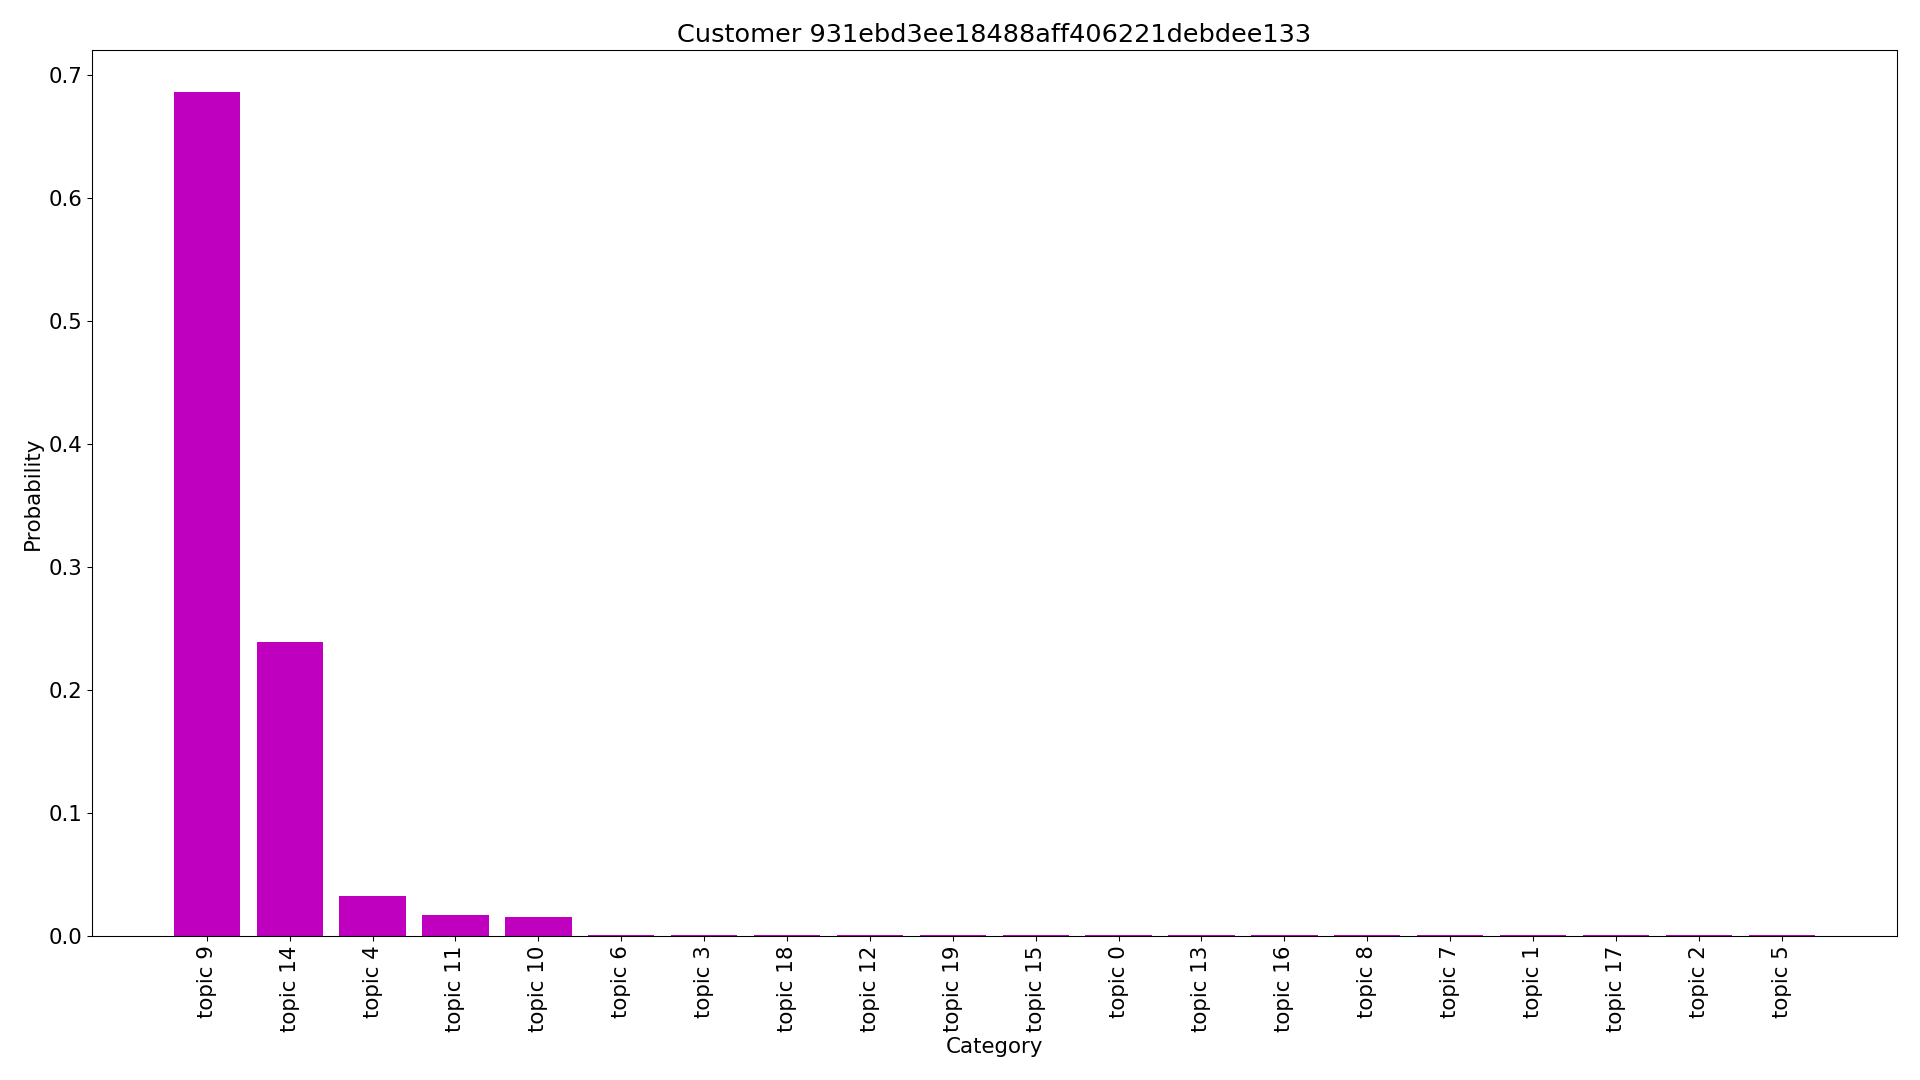 Customer 931ebd3ee18488aff406221debdee133
0.7
0.6
0.5
0.4
0.3
0.2
0.1
0.0
Probability
topic 9
topic 14
topic 4
topic 11
topic 10
topic 6
topic 3
topic 18
topic 12
topic 19
topic 15
topic 0
topic 13
topic 16
topic 8
topic 7
topic 1
topic 17
topic 2
topic 5
Category